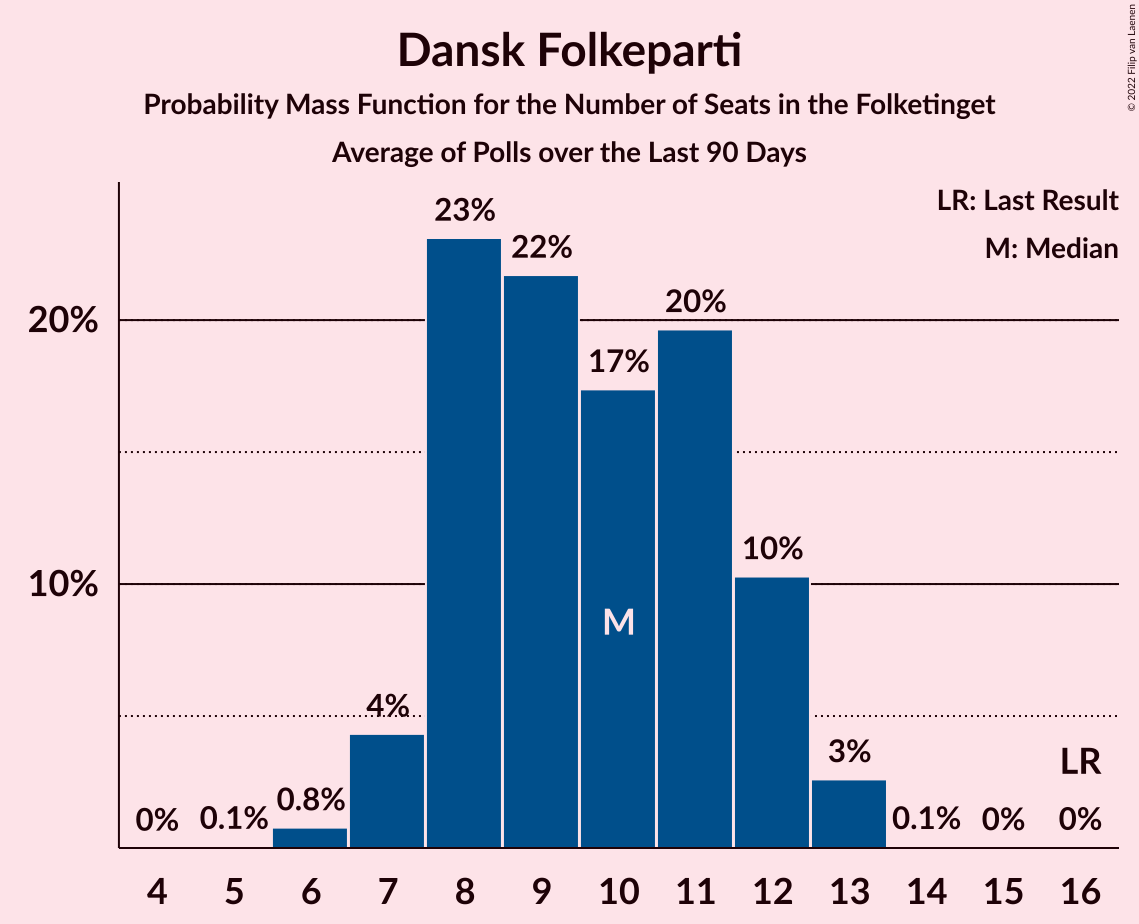 Dansk Folkeparti
Probability Mass Function for the Number of Seats in the Folketinget
Average of Polls over the Last 90 Days
© 2022 Filip van Laenen
LR: Last Result
M: Median
23%
22%
20%
20%
17%
10%
10%
M
4%
3%
LR
0%
0.1%
0.8%
0.1%
0%
0%
4 5 6 7 8 9 10 11 12 13 14 15 16